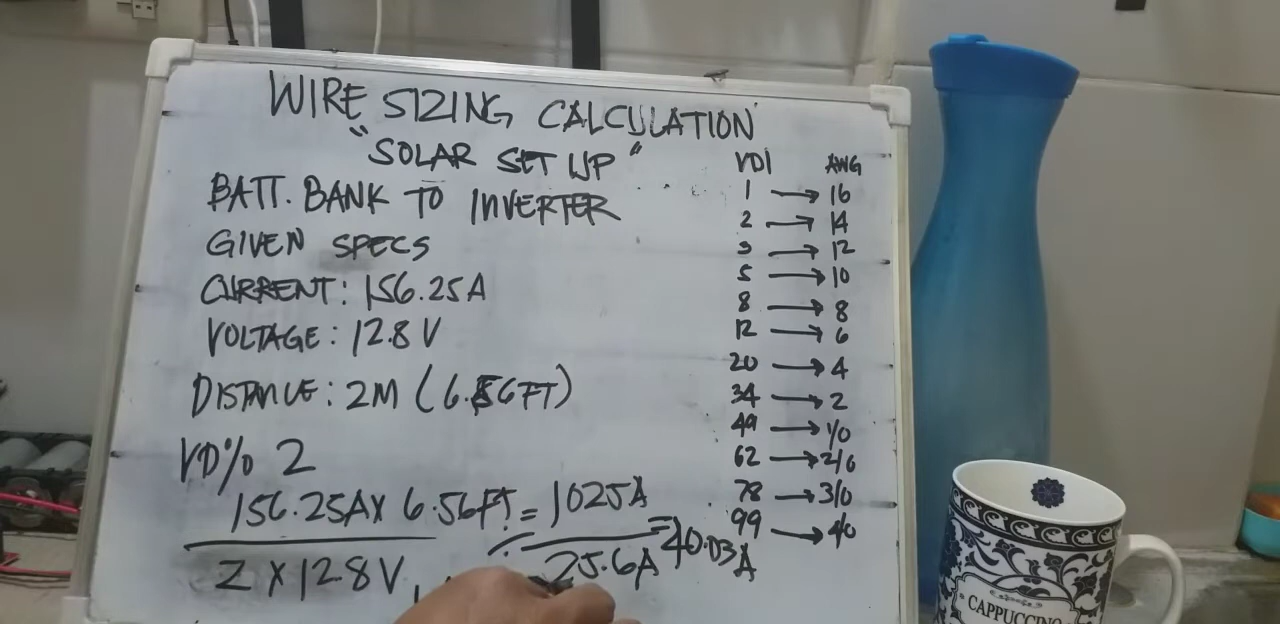 WIRE SIZING CALCULATION
"SOLAR SET UP"
BATT. BANK TO INVERTER
GIVEN SPECS
CURRENT: 156.25A
VOLTAGE: 12.8 V
DISTANCE: 2M (6.56FT)
VD% 2
156.25A X 6.56FT = 1025A
2 X 12.8V
25.6A
=40.03A
VDI AWG
1 → 16
2 → 14
3 → 12
5 → 10
8 → 8
12 → 6
20 → 4
34 → 2
49 → 1/0
62 → 2/0
78 → 3/0
99 → 4/0
CAPPUCCINO